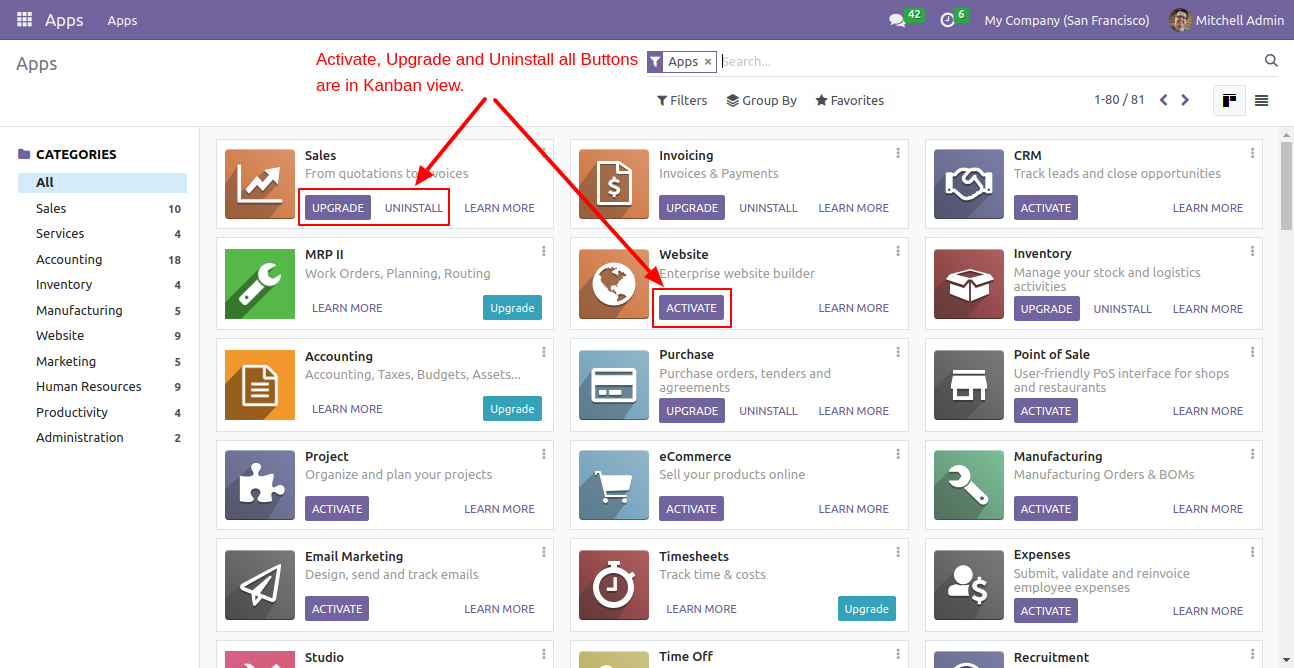 Apps
Apps
42
6
My Company (San Francisco)
Mitchell Admin
Apps
Activate, Upgrade and Uninstall all Buttons
are in Kanban view.
Apps ×
Search...
Filters
Group By
Favorites
1-80 / 81
CATEGORIES
All
Sales 10
Services 4
Accounting 18
Inventory 4
Manufacturing 5
Website 9
Marketing 5
Human Resources 9
Productivity 4
Administration 2
Sales
From quotations to invoices
UPGRADE UNINSTALL LEARN MORE
Invoicing
Invoices & Payments
UPGRADE UNINSTALL LEARN MORE
CRM
Track leads and close opportunities
ACTIVATE LEARN MORE
MRP II
Work Orders, Planning, Routing
LEARN MORE Upgrade
Website
Enterprise website builder
ACTIVATE LEARN MORE
Inventory
Manage your stock and logistics
activities
UPGRADE UNINSTALL LEARN MORE
Accounting
Accounting, Taxes, Budgets, Assets...
LEARN MORE Upgrade
Purchase
Purchase orders, tenders and
agreements
UPGRADE UNINSTALL LEARN MORE
Point of Sale
User-friendly PoS interface for shops
and restaurants
ACTIVATE LEARN MORE
Project
Organize and plan your projects
ACTIVATE LEARN MORE
eCommerce
Sell your products online
ACTIVATE LEARN MORE
Manufacturing
Manufacturing Orders & BOMs
ACTIVATE LEARN MORE
Email Marketing
Design, send and track emails
ACTIVATE LEARN MORE
Timesheets
Track time & costs
LEARN MORE Upgrade
Expenses
Submit, validate and reinvoice
employee expenses
ACTIVATE LEARN MORE
Studio
Time Off
Recruitment